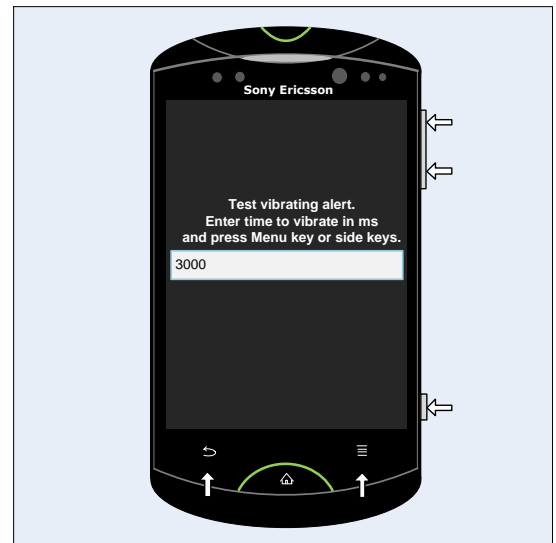 Sony Ericsson
Test vibrating alert.
Enter time to vibrate in ms
and press Menu key or side keys.
3000